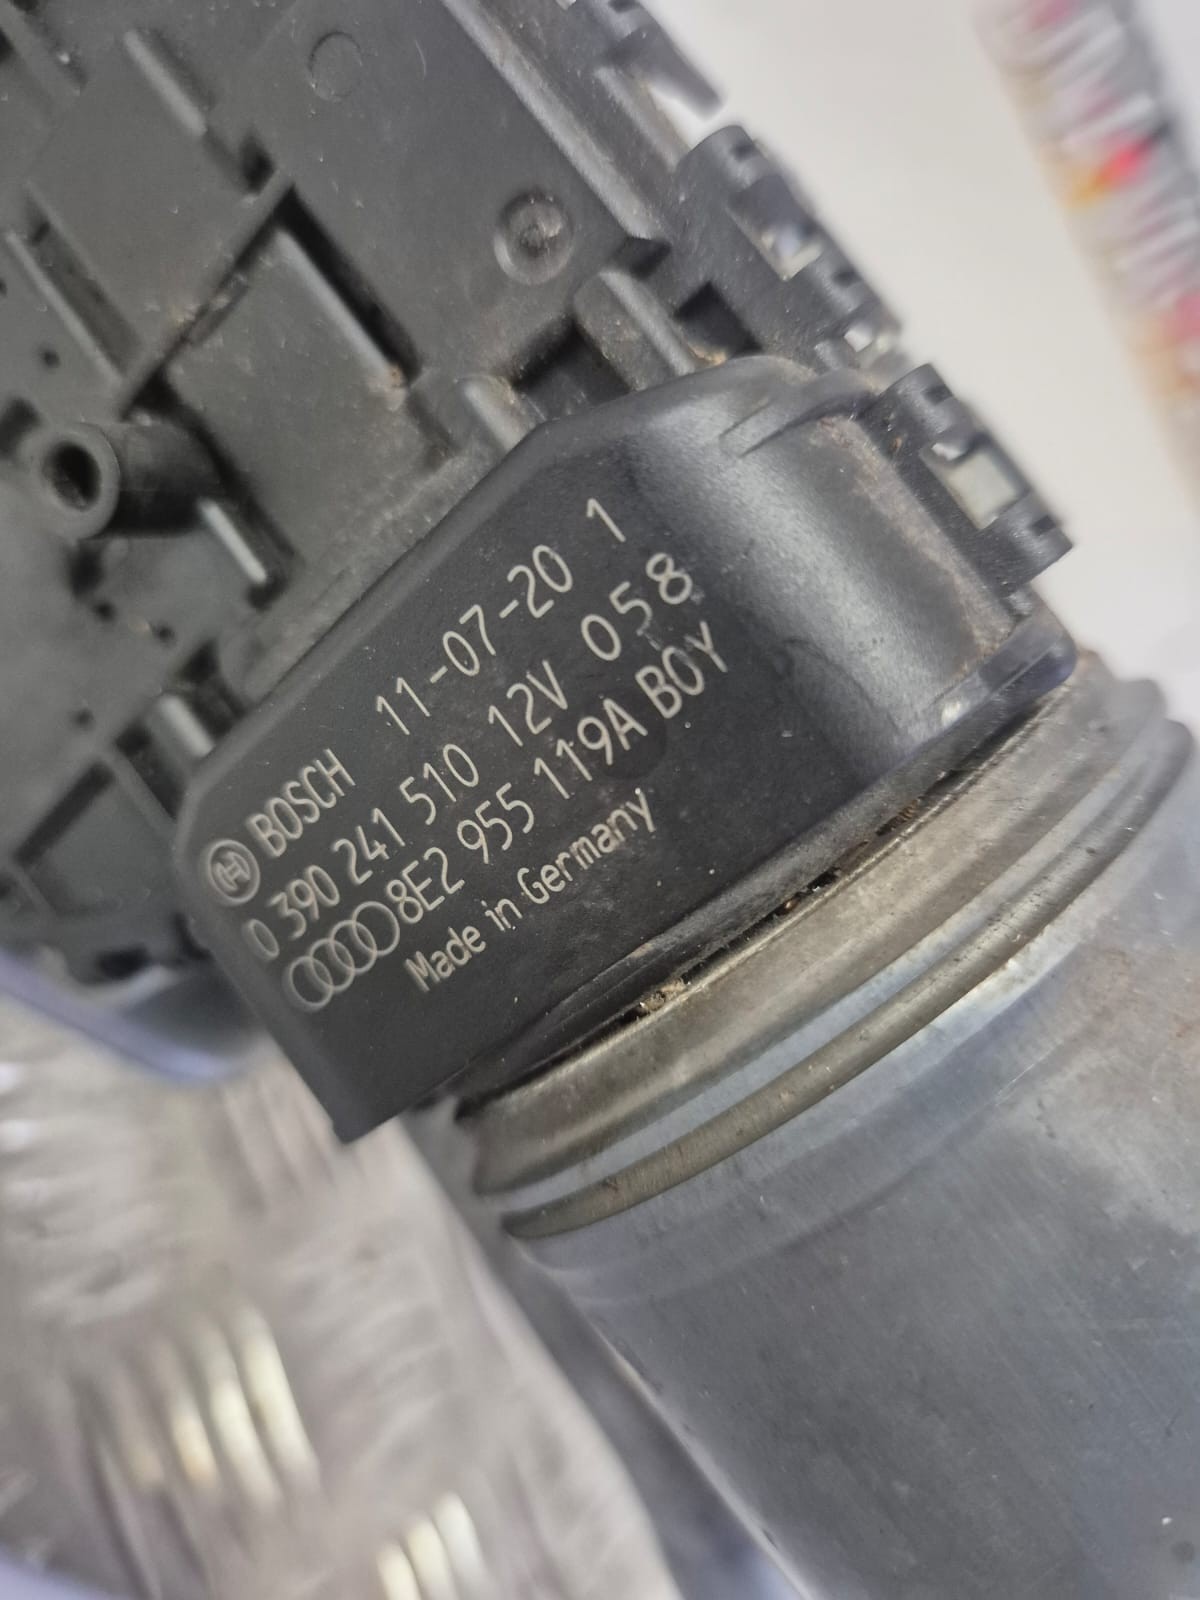 BOSCH 11-07-20 1
0 390 241 510 12V 058
8E2 955 119A BOY
Made in Germany